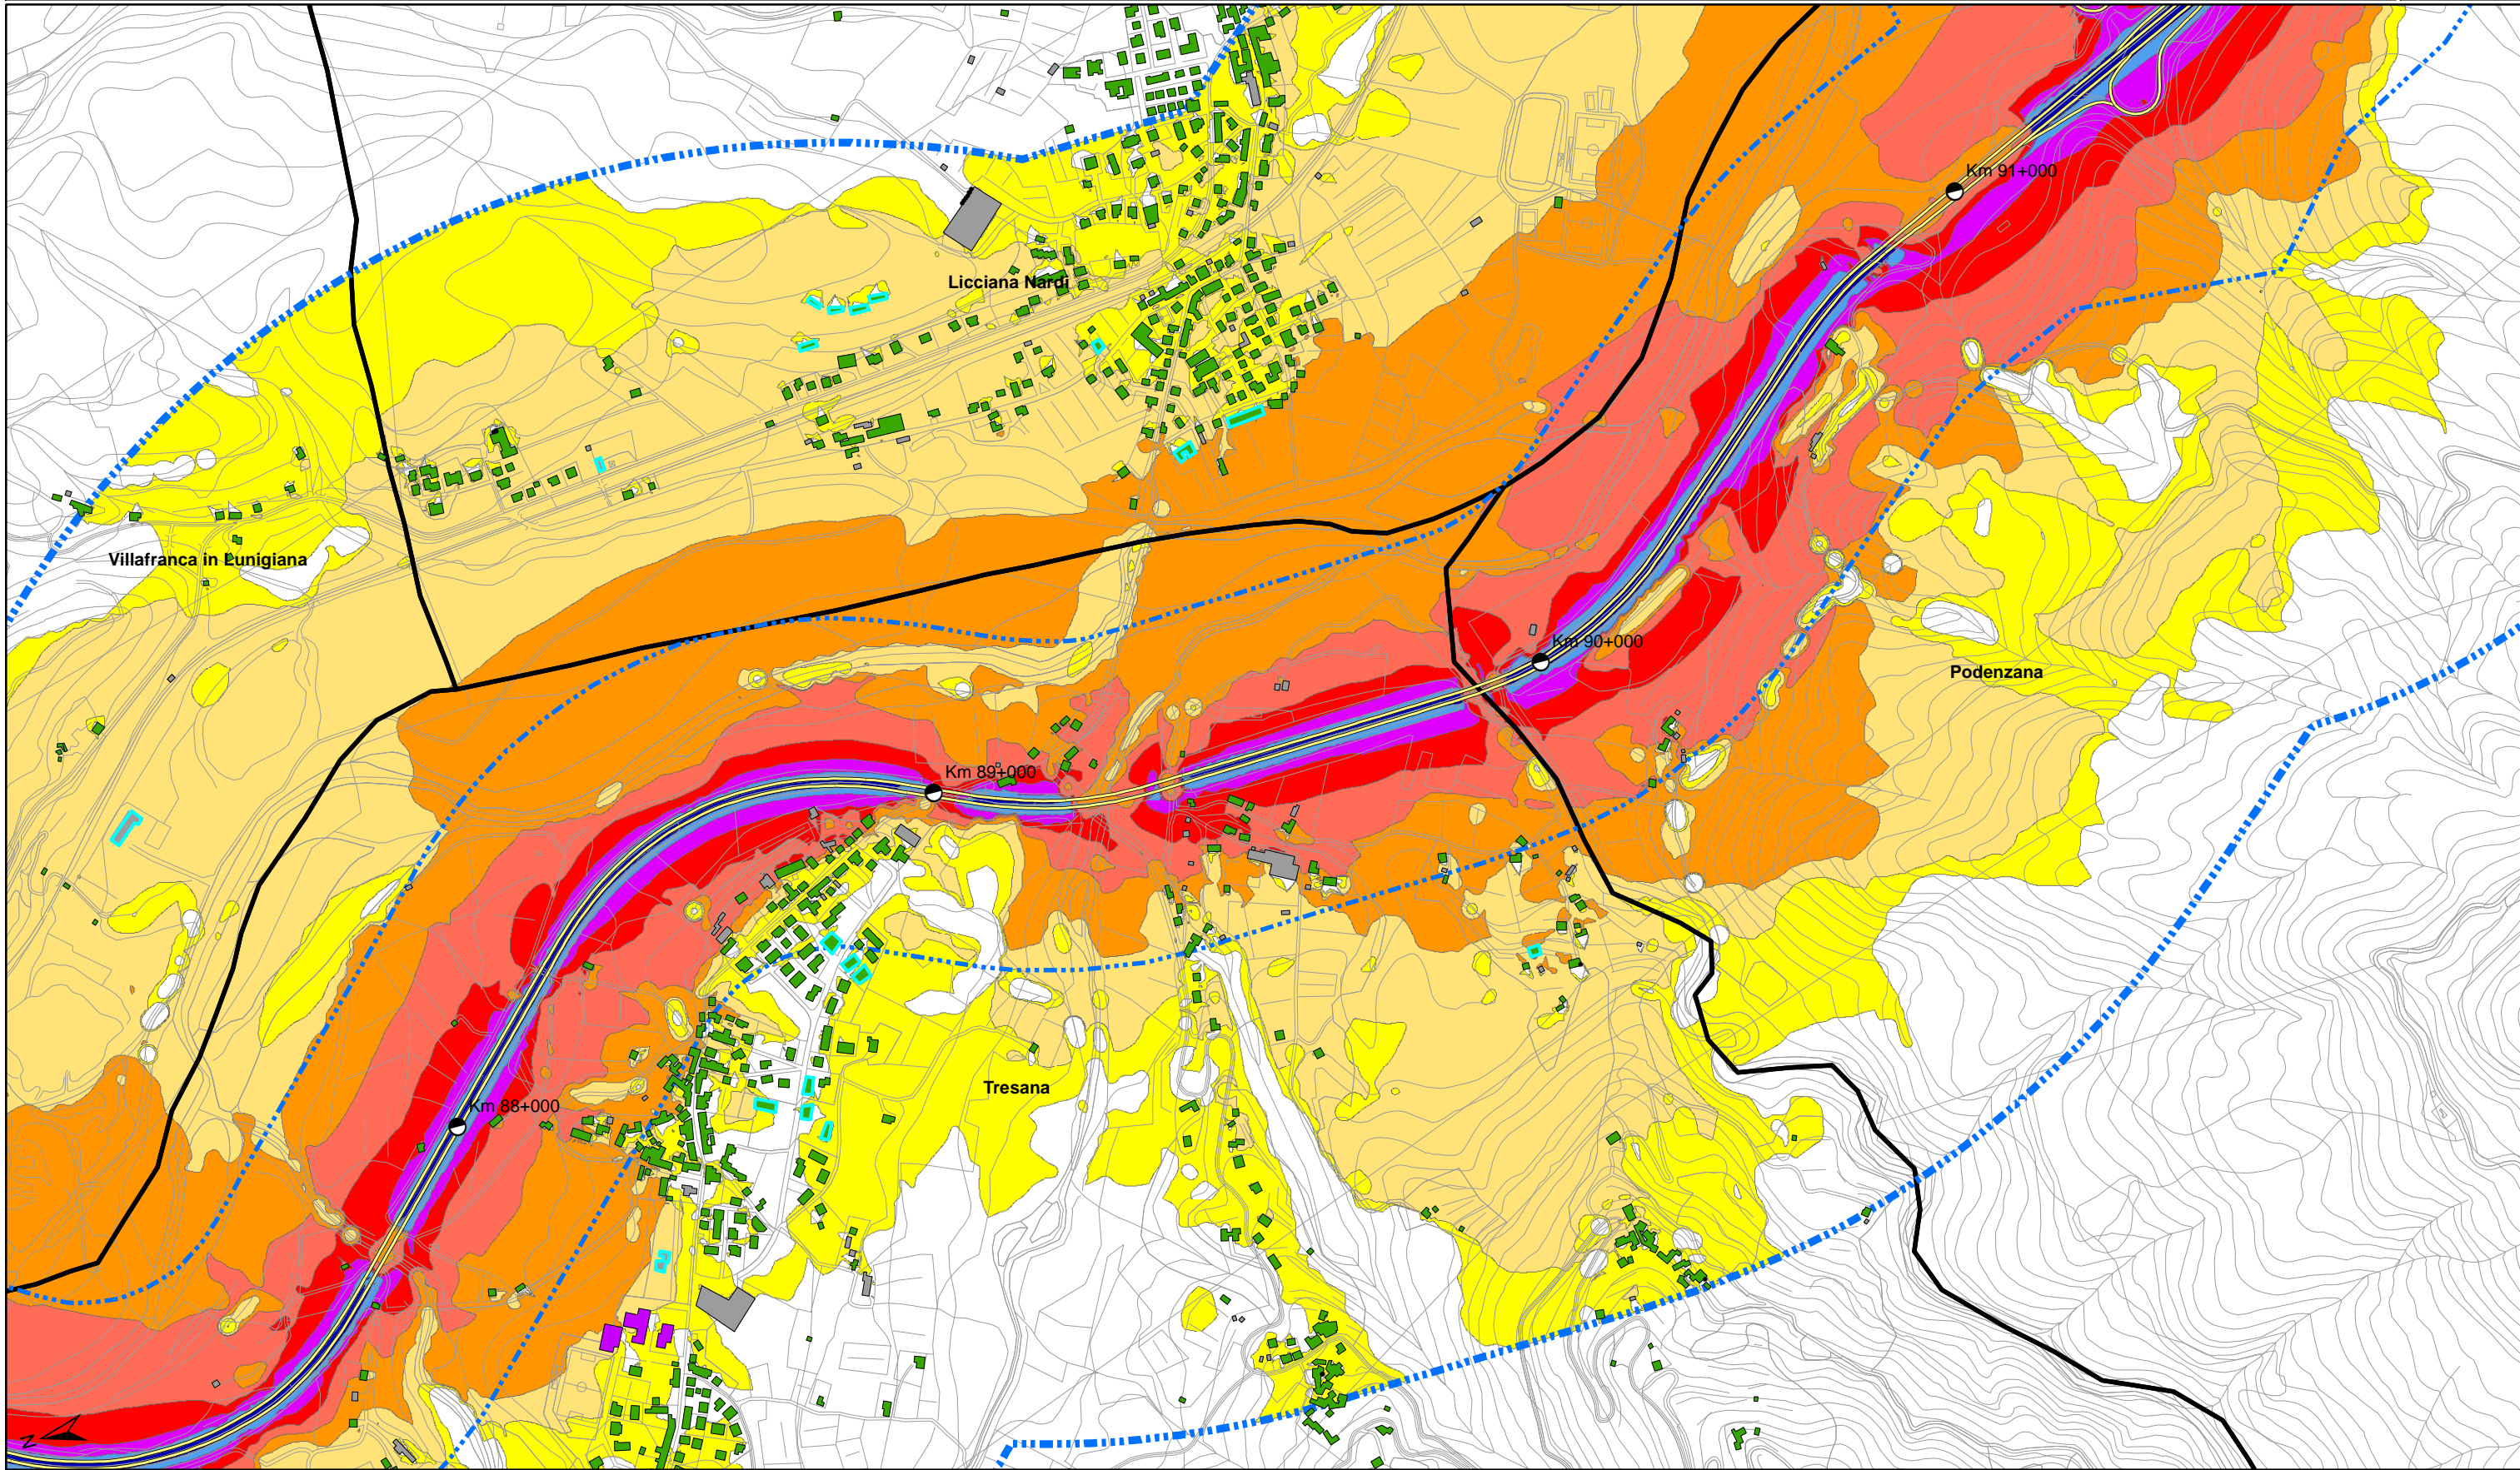 Km 91+000
Licciana Nardi
Villafranca in Lunigiana
Km 90+000
Podenzana
Km 89+000
Tresana
Km 88+000
N